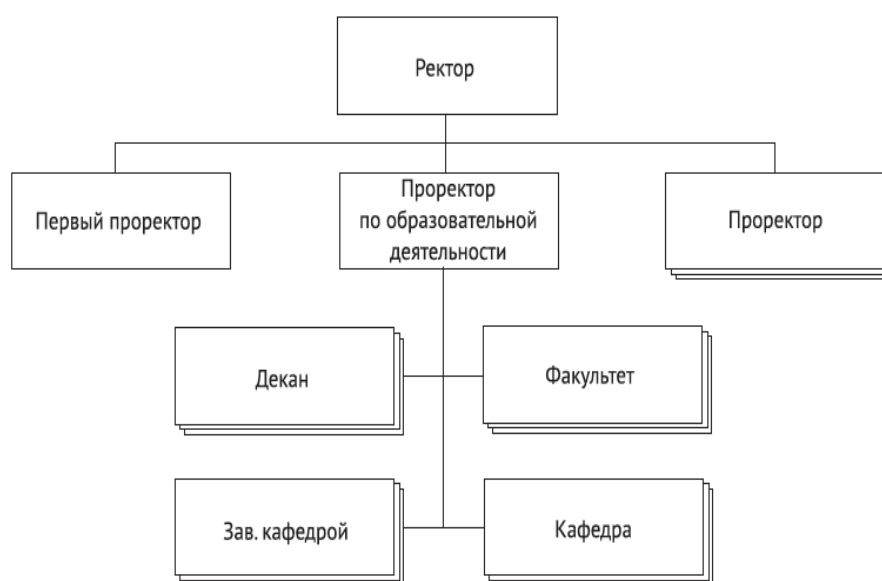 Ректор
Первый проректор
Проректор
по образовательной
деятельности
Проректор
Декан
Факультет
Зав. кафедрой
Кафедра